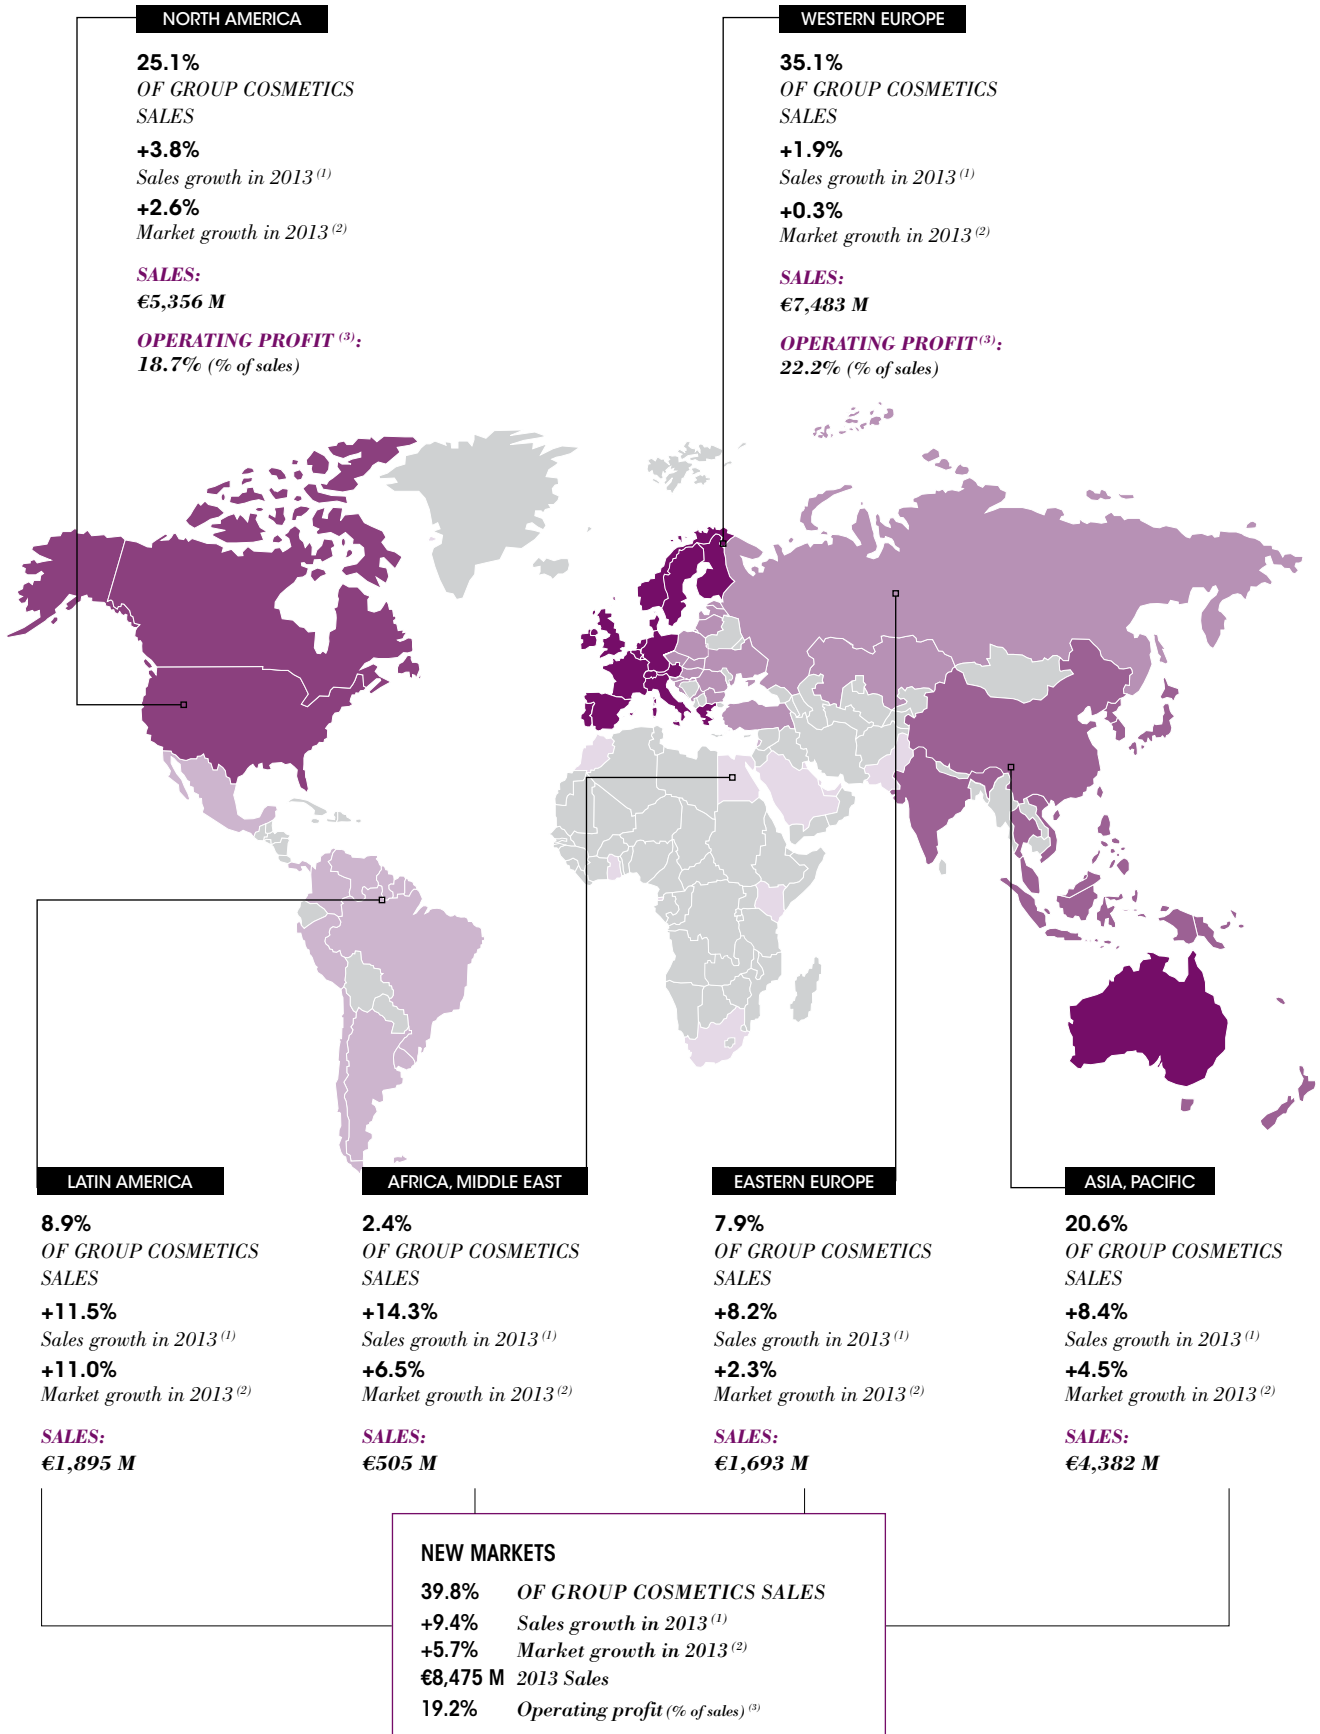 NORTH AMERICA
25.1%
OF GROUP COSMETICS
SALES
+3.8%
Sales growth in 2013 (1)
+2.6%
Market growth in 2013 (2)
SALES:
€5,356 M
OPERATING PROFIT (3):
18.7% (% of sales)
WESTERN EUROPE
35.1%
OF GROUP COSMETICS
SALES
+1.9%
Sales growth in 2013 (1)
+0.3%
Market growth in 2013 (2)
SALES:
€7,483 M
OPERATING PROFIT (3):
22.2% (% of sales)
LATIN AMERICA
8.9%
OF GROUP COSMETICS
SALES
+11.5%
Sales growth in 2013 (1)
+11.0%
Market growth in 2013 (2)
SALES:
€1,895 M
AFRICA, MIDDLE EAST
2.4%
OF GROUP COSMETICS
SALES
+14.3%
Sales growth in 2013 (1)
+6.5%
Market growth in 2013 (2)
SALES:
€505 M
EASTERN EUROPE
7.9%
OF GROUP COSMETICS
SALES
+8.2%
Sales growth in 2013 (1)
+2.3%
Market growth in 2013 (2)
SALES:
€1,693 M
ASIA, PACIFIC
20.6%
OF GROUP COSMETICS
SALES
+8.4%
Sales growth in 2013 (1)
+4.5%
Market growth in 2013 (2)
SALES:
€4,382 M
NEW MARKETS
39.8% OF GROUP COSMETICS SALES
+9.4% Sales growth in 2013 (1)
+5.7% Market growth in 2013 (2)
€8,475 M 2013 Sales
19.2% Operating profit (% of sales) (3)